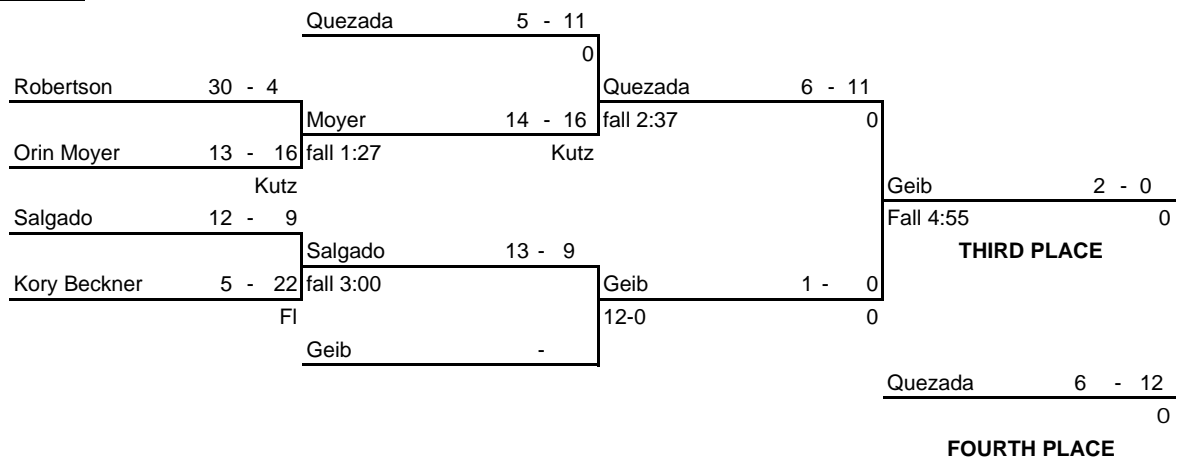 Quezada 5 - 11
0
Robertson 30 - 4
Quezada 6 - 11
Moyer 14 - 16
fall 2:37 0
Orin Moyer 13 - 16
fall 1:27 Kutz
Kutz
Geib 2 - 0
Salgado 12 - 9
Fall 4:55 0
Salgado 13 - 9
THIRD PLACE
Kory Beckner 5 - 22
fall 3:00
Geib 1 - 0
Fl
12-0 0
Geib -
Quezada 6 - 12
0
FOURTH PLACE